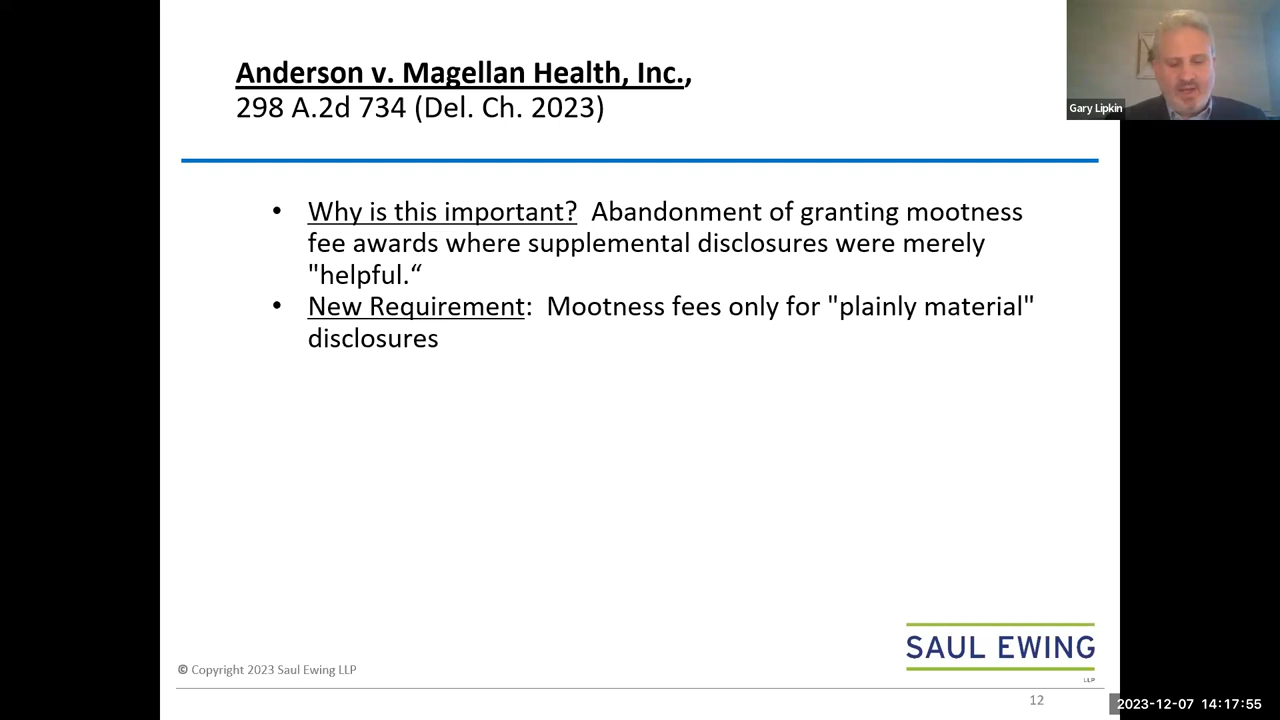 Anderson v. Magellan Health, Inc.,
298 A.2d 734 (Del. Ch. 2023)
Gary Lipkin
• Why is this important? Abandonment of granting mootness
fee awards where supplemental disclosures were merely
"helpful.“
• New Requirement: Mootness fees only for "plainly material"
disclosures
SAUL EWING
LLP
© Copyright 2023 Saul Ewing LLP
12
2023-12-07 14:17:55